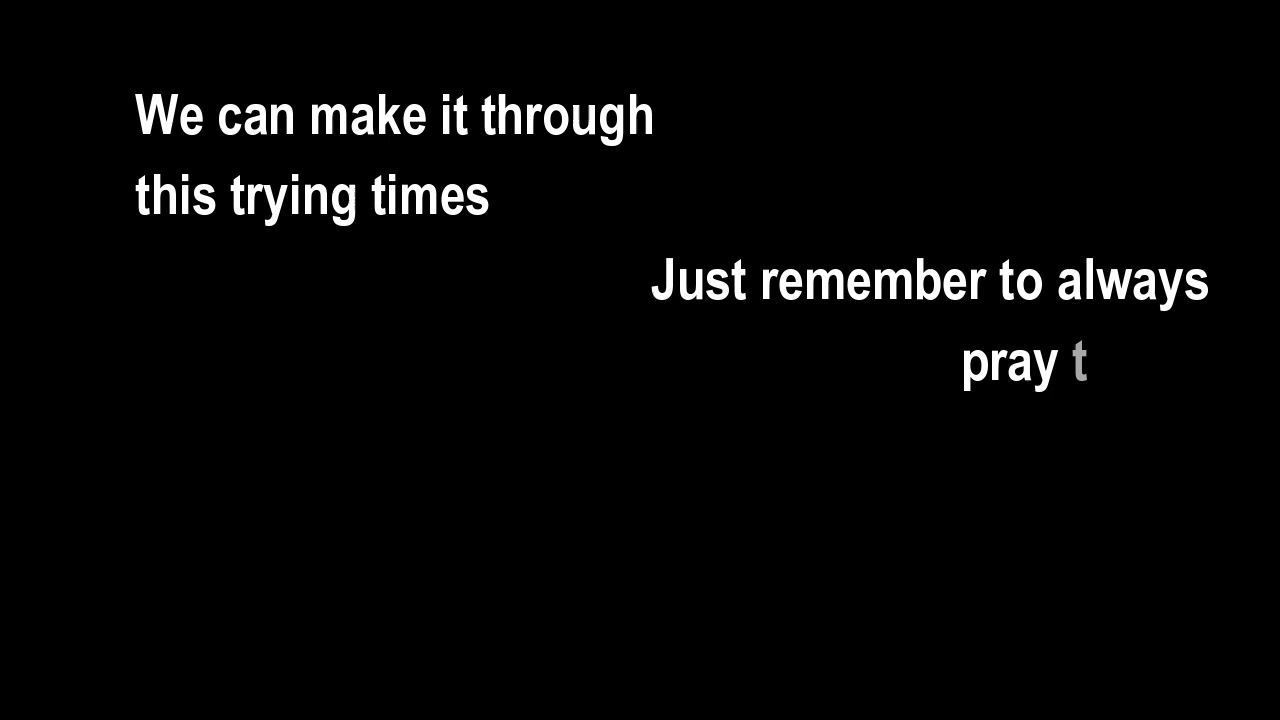 We can make it through
this trying times
Just remember to always
pray t